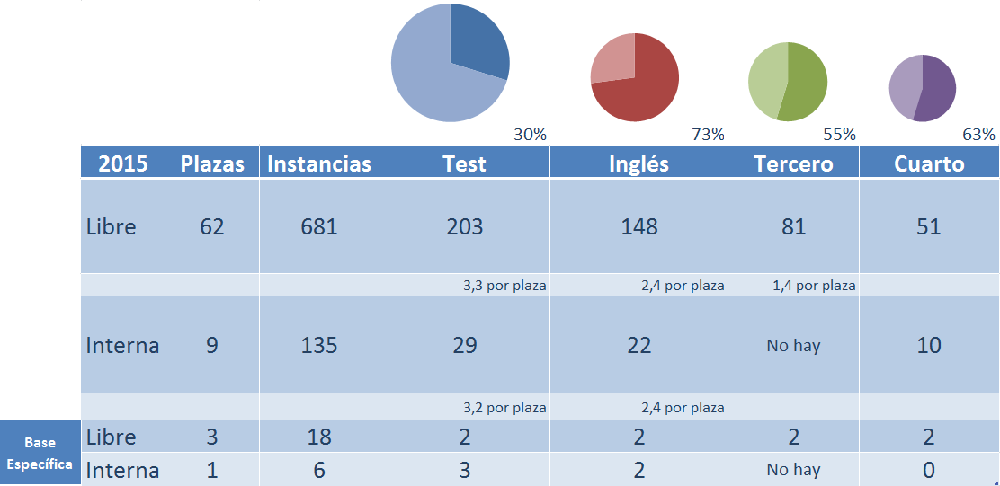 30% 73% 55% 63%
2015 Plazas Instancias Test Inglés Tercero Cuarto
Libre 62 681 203 148 81 51
3,3 por plaza 2,4 por plaza 1,4 por plaza
Interna 9 135 29 22 No hay 10
3,2 por plaza 2,4 por plaza
Base
Específica
Libre 3 18 2 2 2 2
Interna 1 6 3 2 No hay 0